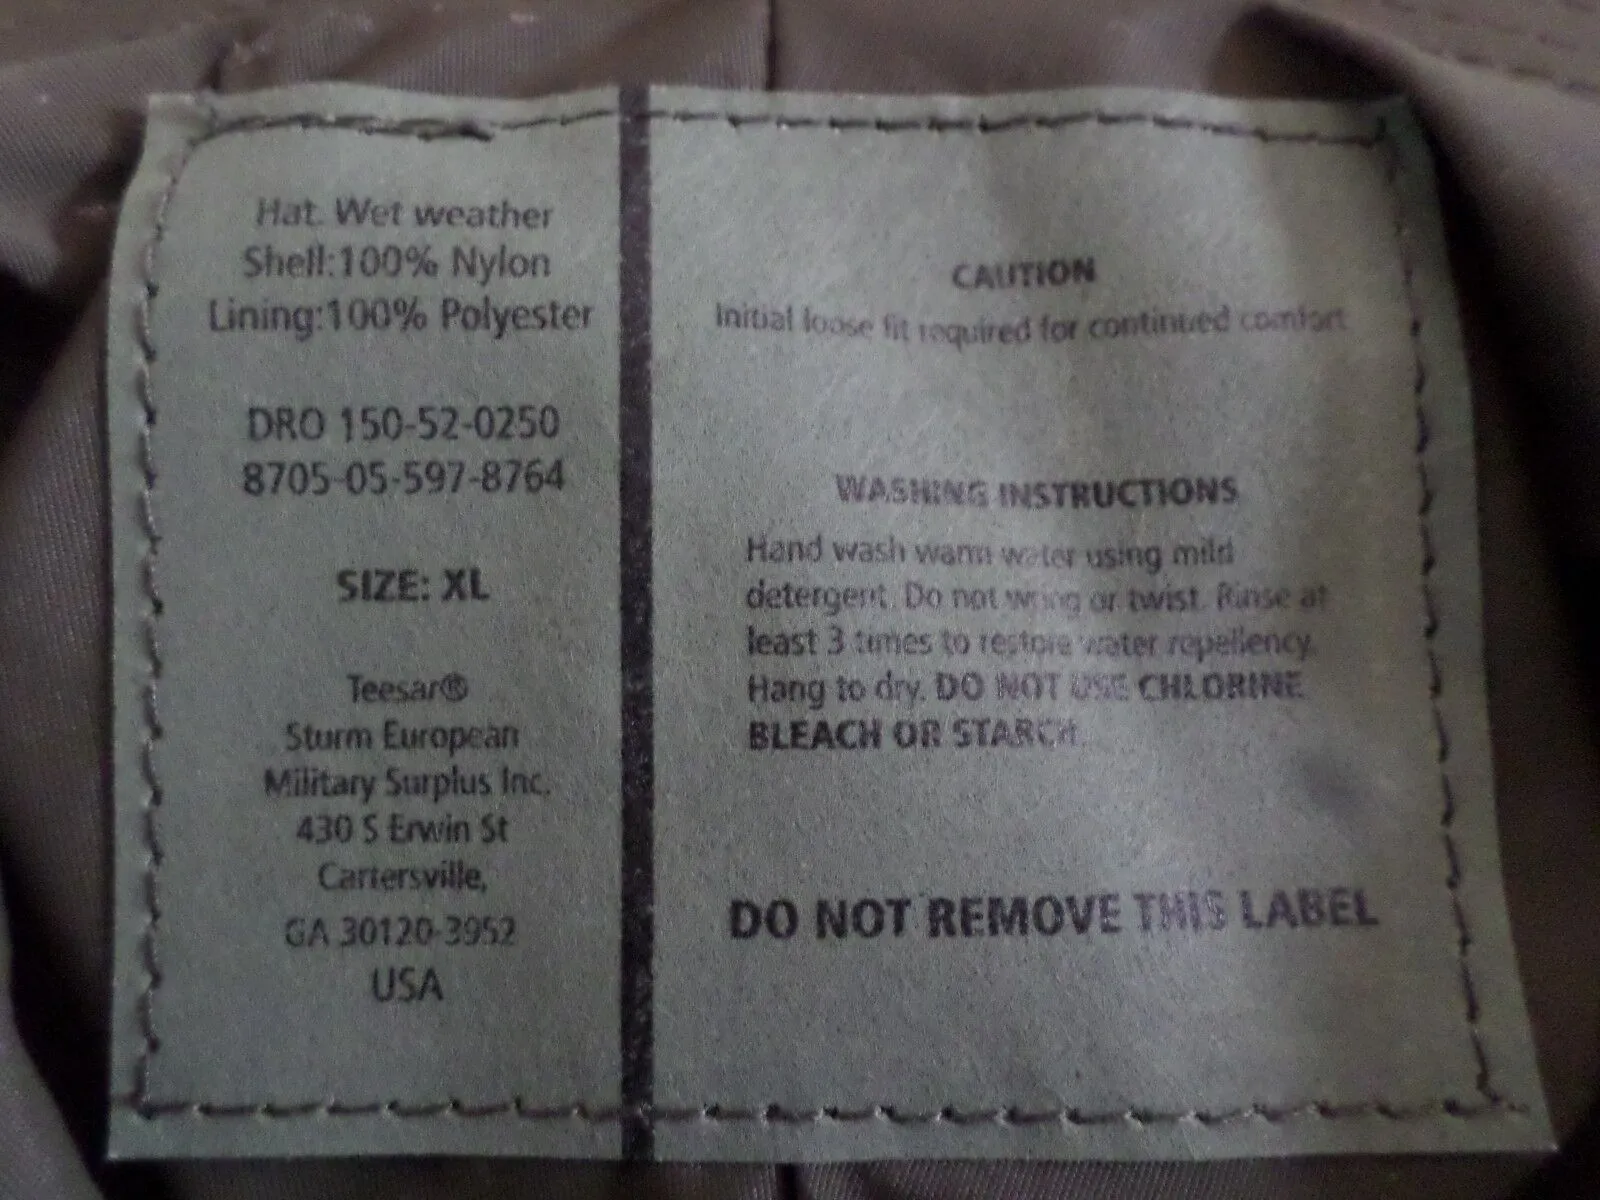 Hat. Wet weather
Shell:100% Nylon
Lining:100% Polyester
DRO 150-52-0250
8705-05-597-8764
SIZE: XL
Teesar®
Sturm European
Military Surplus Inc.
430 S Erwin St
Cartersville,
GA 30120-3952
USA
CAUTION
Initial loose fit required for continued comfort
WASHING INSTRUCTIONS
Hand wash warm water using mild
detergent. Do not wring or twist. Rinse at
least 3 times to restore water repellency.
Hang to dry. DO NOT USE CHLORINE
BLEACH OR STARCH.
DO NOT REMOVE THIS LABEL